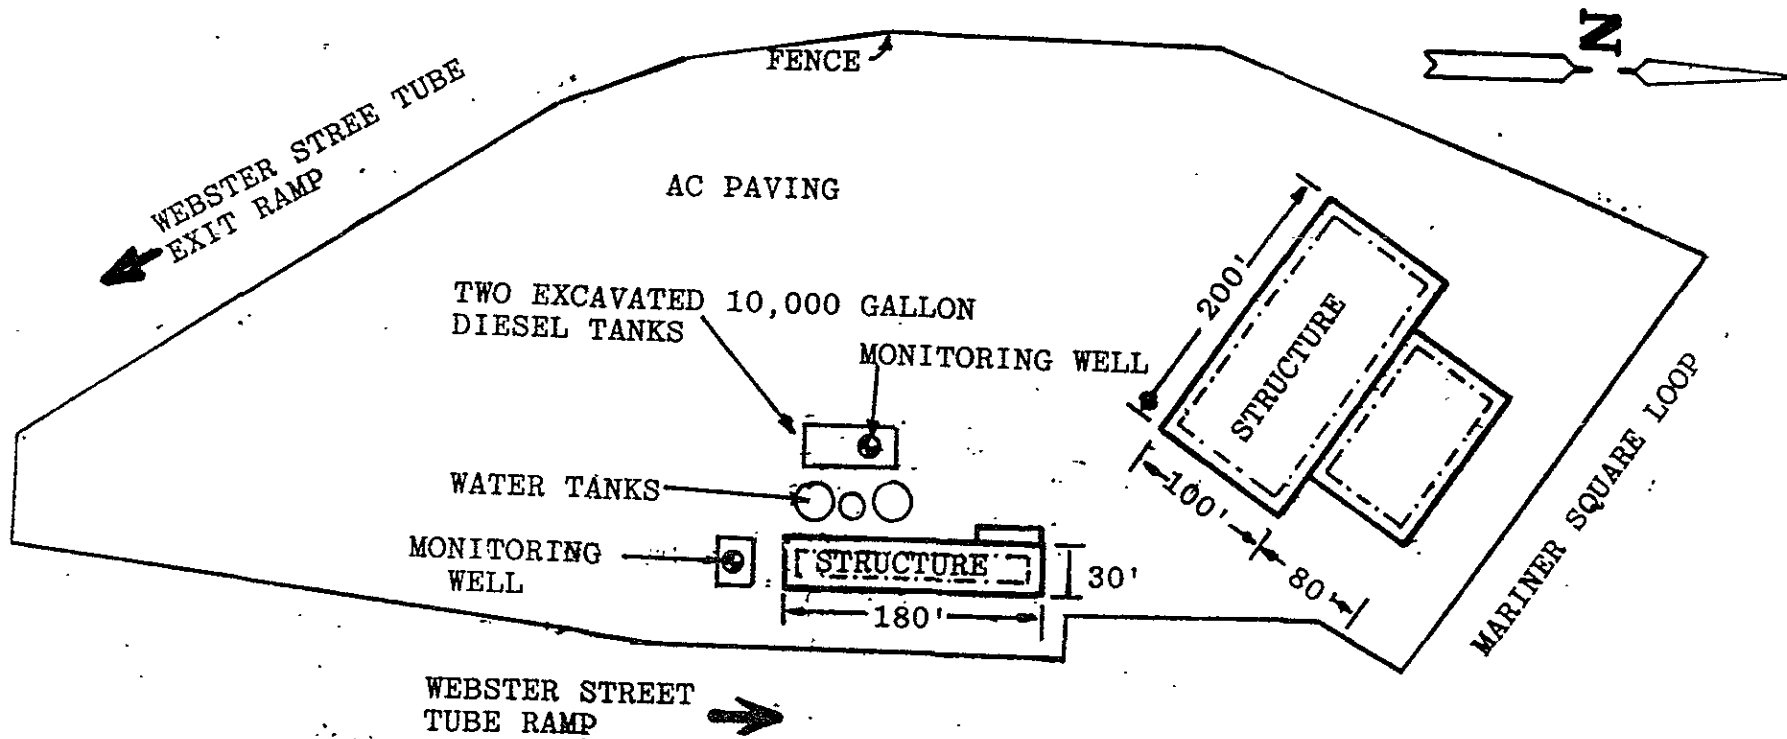 N
FENCE
WEBSTER STREE TUBE
EXIT RAMP
AC PAVING
200'
TWO EXCAVATED 10,000 GALLON
DIESEL TANKS
MONITORING WELL
STRUCTURE
WATER TANKS
100'
MONITORING
WELL
STRUCTURE
30'
80'
180'
MARINER SQUARE LOOP
WEBSTER STREET
TUBE RAMP